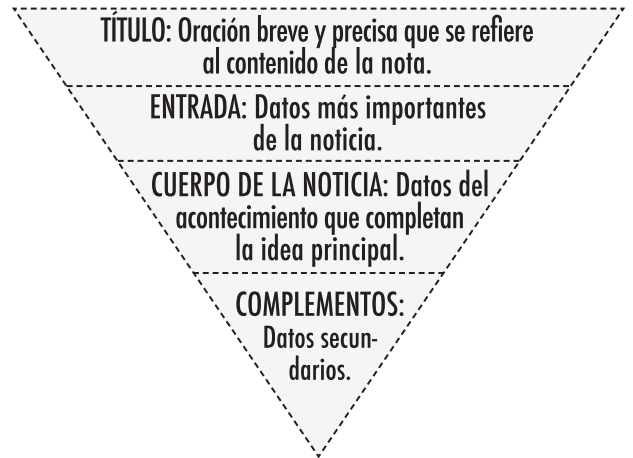 TÍTULO: Oración breve y precisa que se refiere
al contenido de la nota.
ENTRADA: Datos más importantes
de la noticia.
CUERPO DE LA NOTICIA: Datos del
acontecimiento que completan
la idea principal.
COMPLEMENTOS:
Datos secun-
darios.